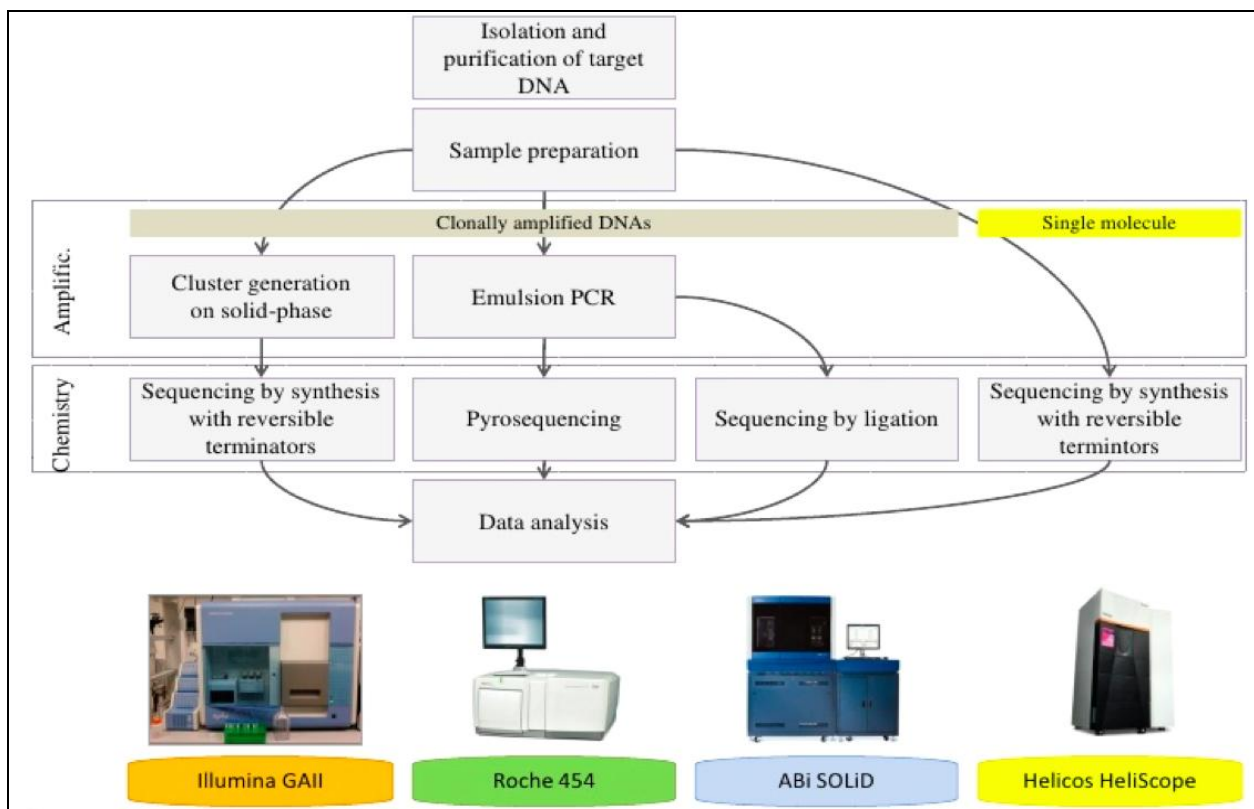 Isolation and
purification of target
DNA
Sample preparation
Clonally amplified DNAs
Single molecule
Amplific.
Cluster generation
on solid-phase
Emulsion PCR
Chemistry
Sequencing by synthesis
with reversible
terminators
Pyrosequencing
Sequencing by ligation
Sequencing by synthesis
with reversible
termintors
Data analysis
Illumina GAII
Roche 454
ABi SOLiD
Helicos HeliScope